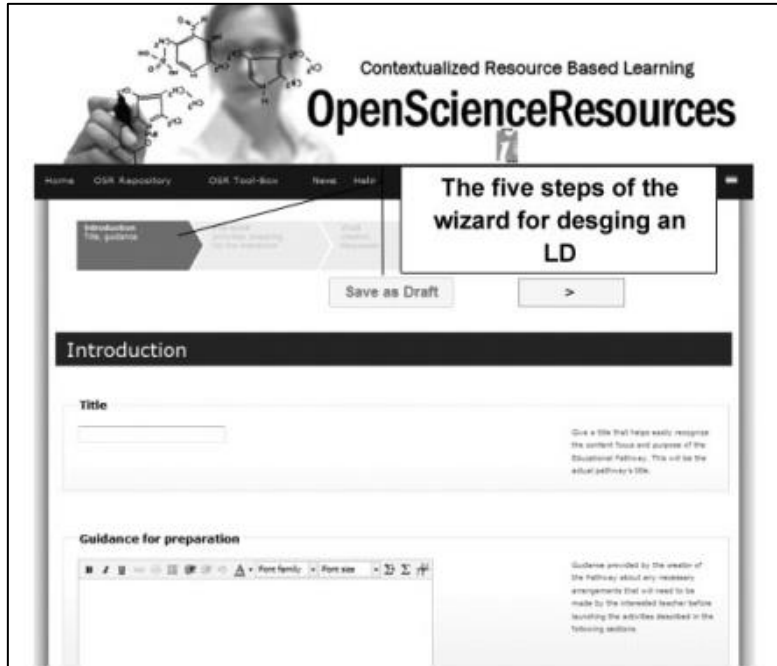 Contextualized Resource Based Learning
OpenScienceResources
Home OSR Repository OSR Tool-Box News Help
The five steps of the
wizard for desging an
LD
Introduction
Title, guidance
Save as Draft >
Introduction
Title
Give a title that helps easily recognize
the content focus and purpose of the
Educational Pathway. This will be the
actual pathway's title.
Guidance for preparation
B I U A Font family Font size Σ
Guidance provided by the creator of
the Pathway about any necessary
arrangements that will need to be
made by the interested teacher before
launching the activities described in the
following sections.